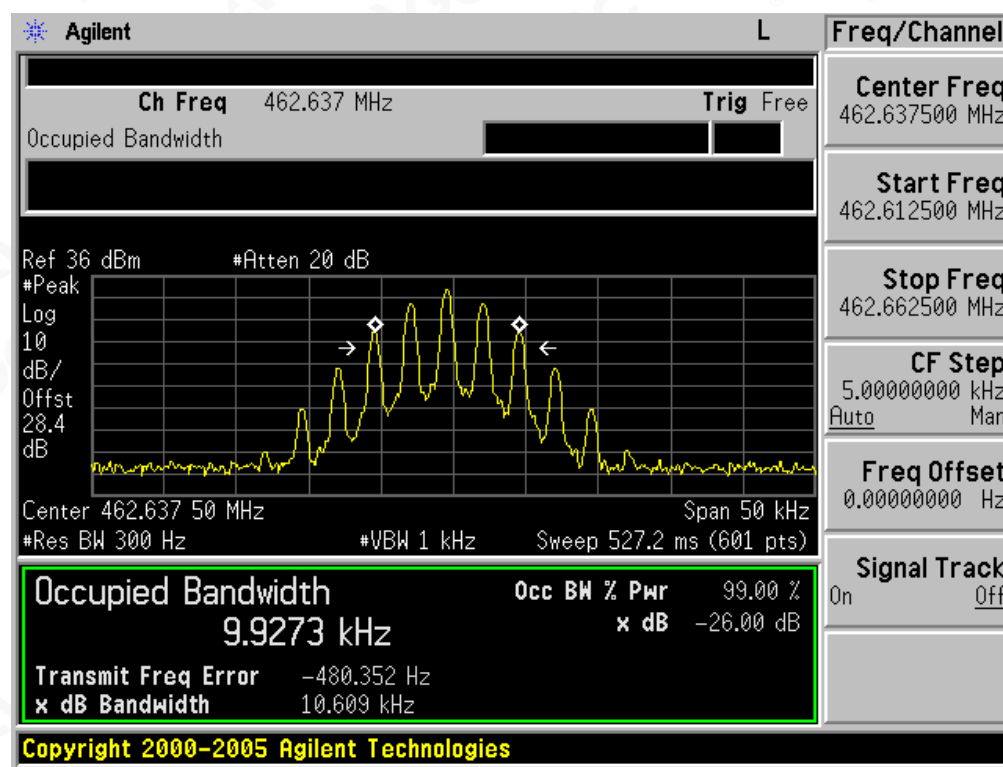 Agilent L
Freq/Channel
Ch Freq 462.637 MHz Trig Free
Occupied Bandwidth
Center Freq
462.637500 MHz
Start Freq
462.612500 MHz
Stop Freq
462.662500 MHz
CF Step
5.00000000 kHz
Auto Man
Freq Offset
0.00000000 Hz
Signal Track
On Off
Ref 36 dBm #Atten 20 dB
#Peak
Log
10
dB/
Offst
28.4
dB
Center 462.637 50 MHz Span 50 kHz
#Res BW 300 Hz #VBW 1 kHz Sweep 527.2 ms (601 pts)
Occupied Bandwidth Occ BW % Pwr 99.00 %
9.9273 kHz x dB -26.00 dB
Transmit Freq Error -480.352 Hz
x dB Bandwidth 10.609 kHz
Copyright 2000-2005 Agilent Technologies